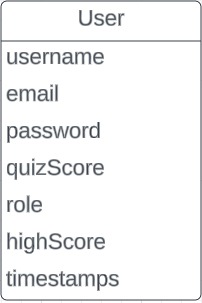 User
username
email
password
quizScore
role
highScore
timestamps